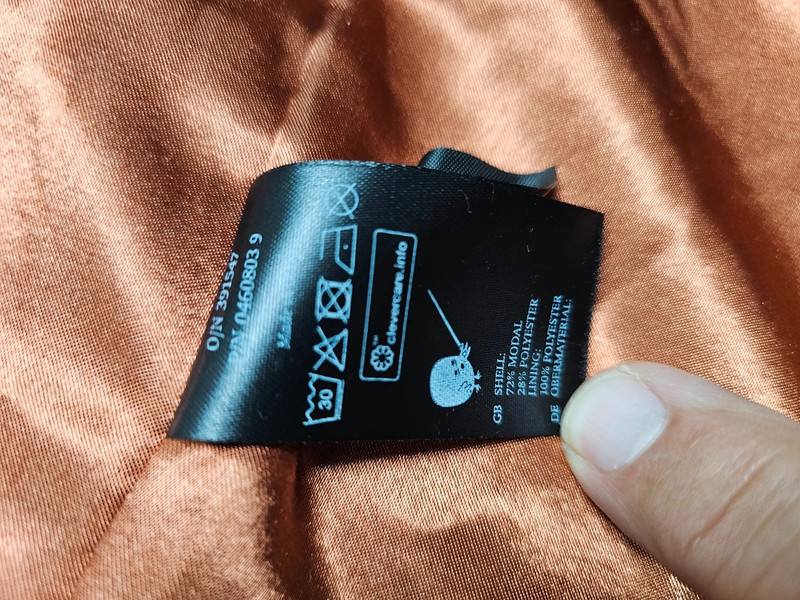 O/N 391547
P/N 0460803 9
30
clevercare.info
GB SHELL:
72% MODAL
28% POLYESTER
LINING:
100% POLYESTER
DE OBERMATERIAL: